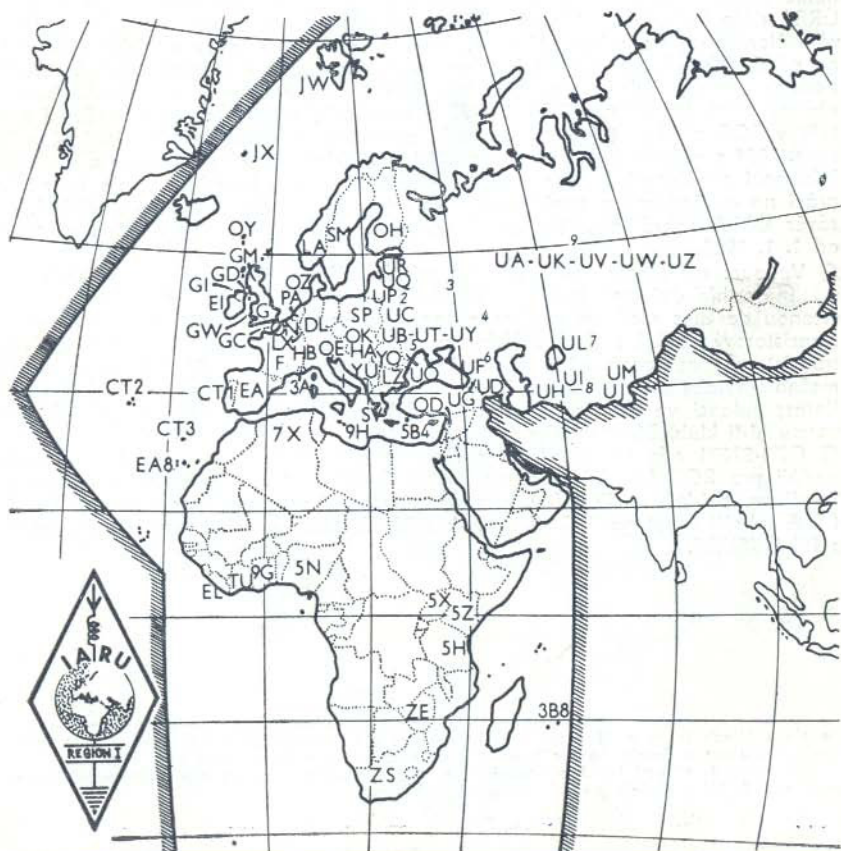 JW
JX
OY
GM
GD
GI
EI
G
GW
GC
LA
SM
OH
OZ
PA
UR
UQ
UP 2
ON
DL
SP
UC
LX
OK
UB-UT-UY
F
HB
OE
HA
YO
5
YU
LZ
UO
3
4
9
UA-UK-UV-UW-UZ
UL 7
UF 6
UD
UG
UH
UI
8
UM
UJ
CT2
CT1
EA
3A
I
SV
OD
CT3
7X
9H
5B4
EA8
EL
TU
9G
5N
5X
5Z
5H
ZE
3B8
ZS
IARU
REGION I